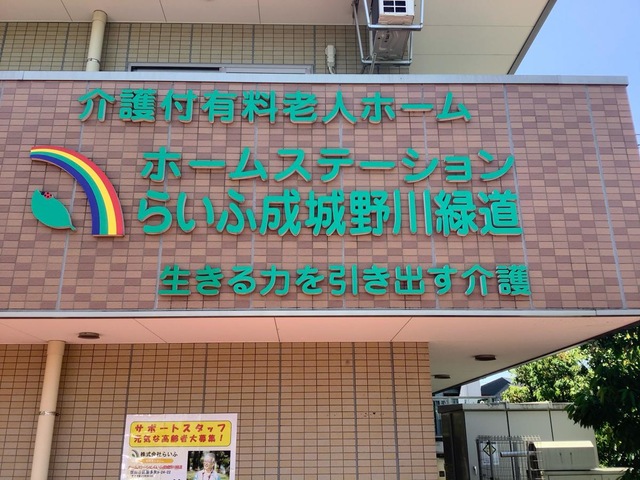 介護付有料老人ホーム
ホームステーション
らいふ成城野川緑道
生きる力を引き出す介護
サポートスタッフ
元気な高齢者大募集！
株式会社らいふ